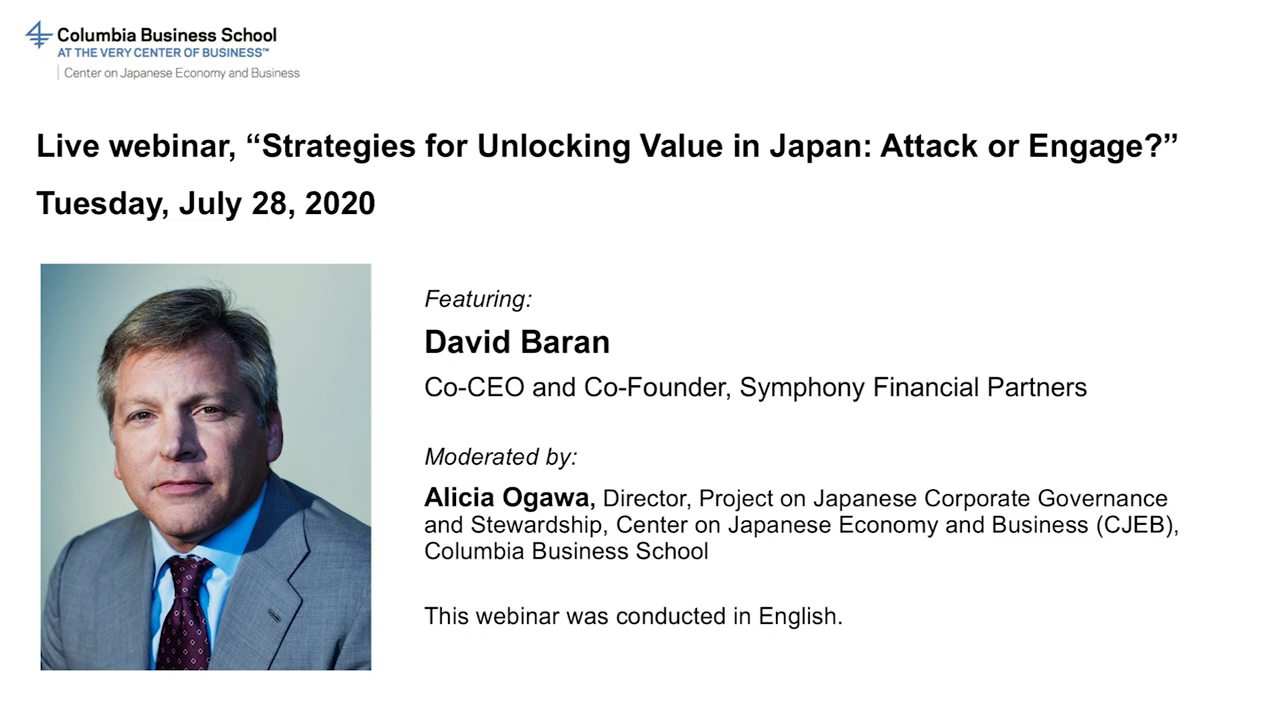 Columbia Business School
AT THE VERY CENTER OF BUSINESS™
Center on Japanese Economy and Business
Live webinar, “Strategies for Unlocking Value in Japan: Attack or Engage?”
Tuesday, July 28, 2020
Featuring:
David Baran
Co-CEO and Co-Founder, Symphony Financial Partners
Moderated by:
Alicia Ogawa, Director, Project on Japanese Corporate Governance
and Stewardship, Center on Japanese Economy and Business (CJEB),
Columbia Business School
This webinar was conducted in English.